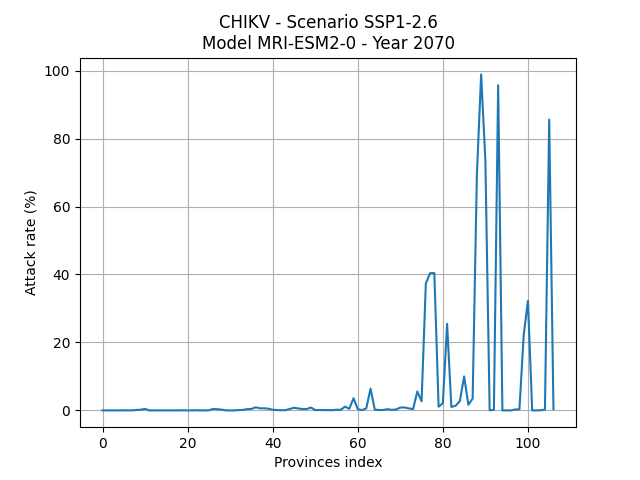 CHIKV - Scenario SSP1-2.6
Model MRI-ESM2-0 - Year 2070
100
80
60
40
20
0
Attack rate (%)
0 20 40 60 80 100
Provinces index